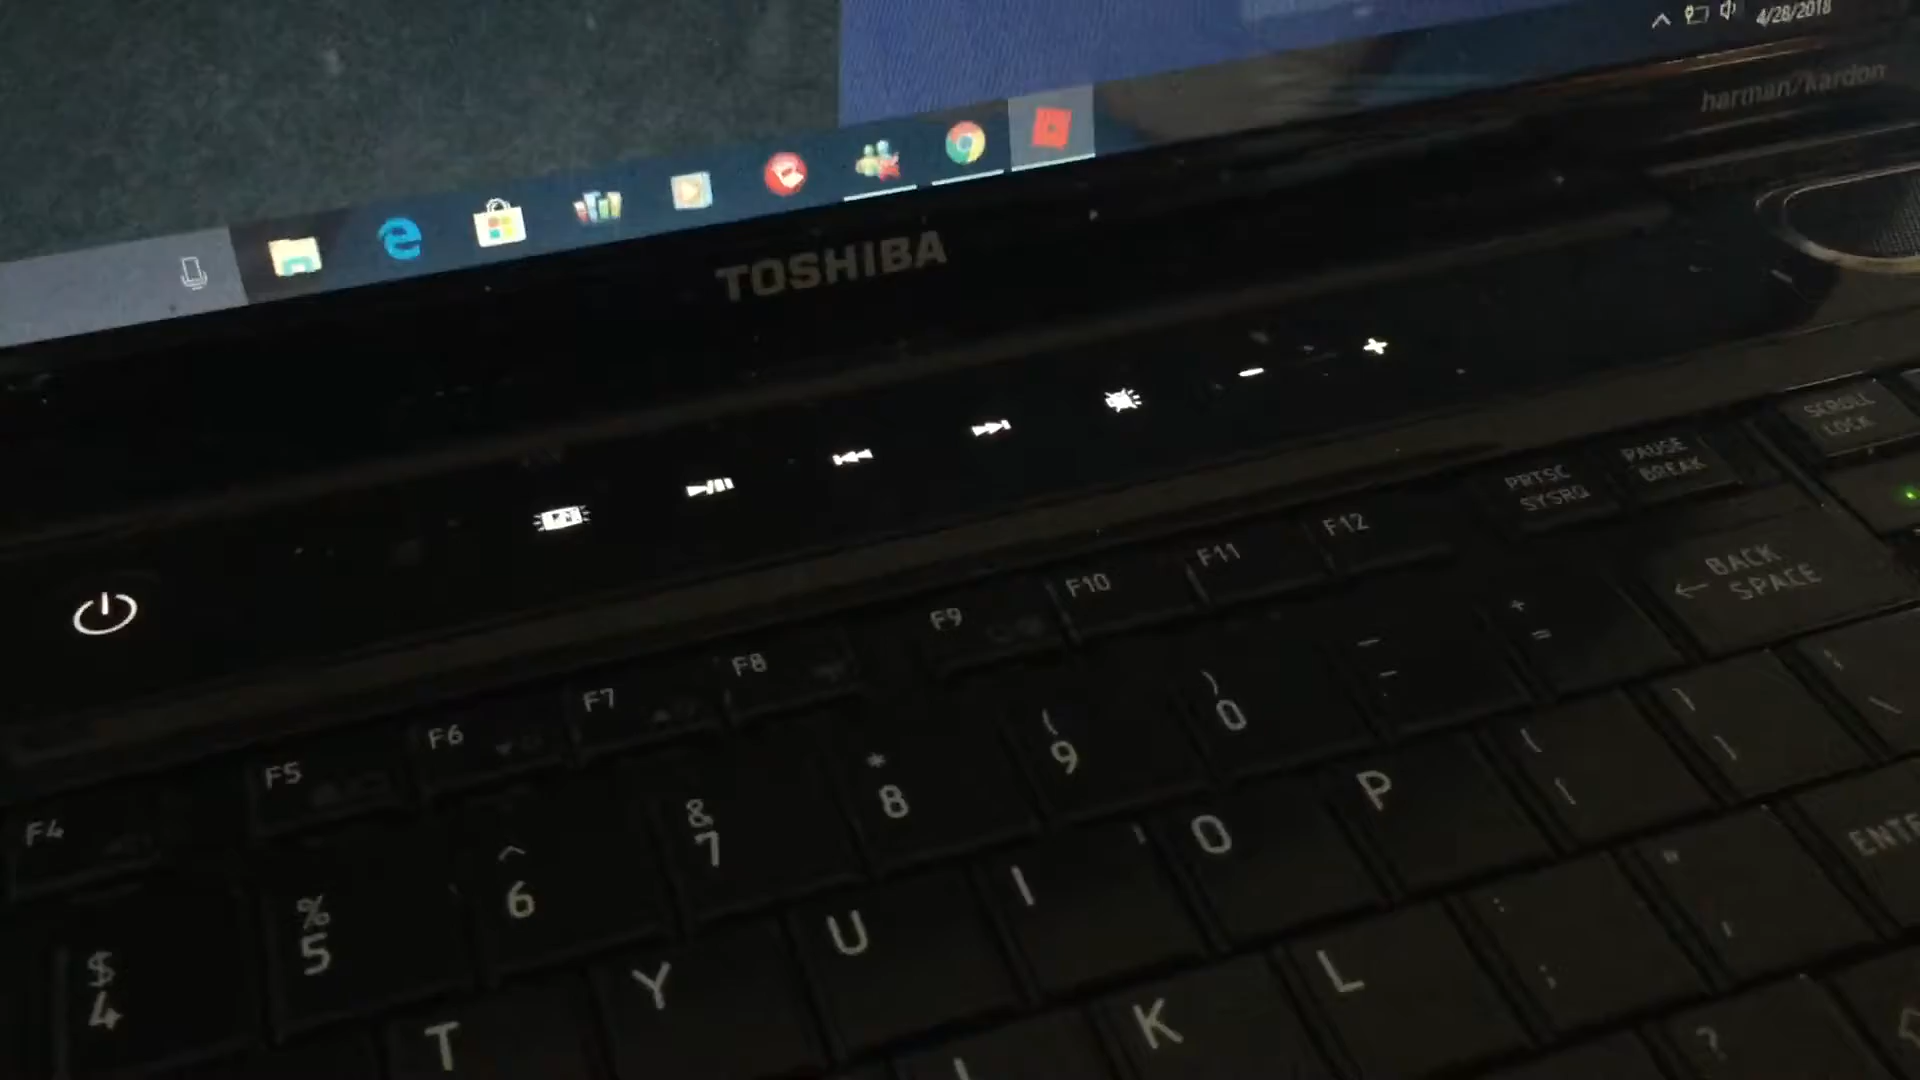 4/28/2018
harman/kardon
TOSHIBA
SCROLL
LOCK
PAUSE
BREAK
PRTSC
SYSRQ
F12
F11
F10
F9
F8
F7
F6
F5
F4
BACK
← SPACE
+
=
)
0
(
9
*
8
&
7
^
6
%
5
$
4
P
O
I
U
Y
T
ENTE
L
K
?